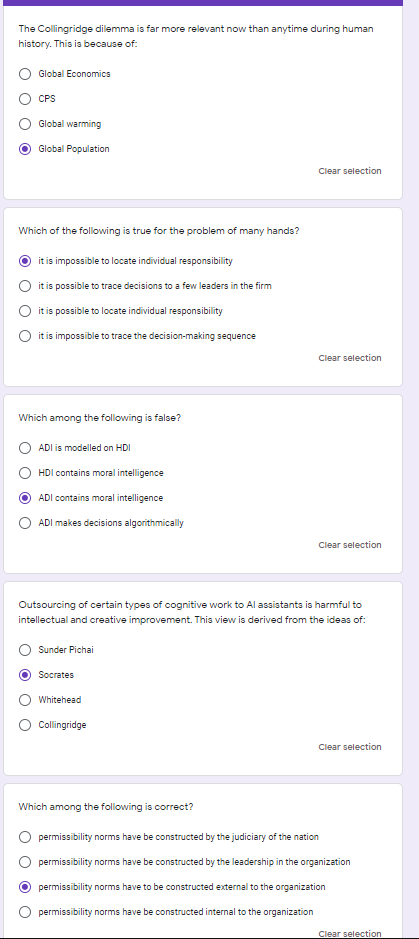 The Collingridge dilemma is far more relevant now than anytime during human
history. This is because of:
Global Economics
CPS
Global warming
Global Population
Clear selection
Which of the following is true for the problem of many hands?
it is impossible to locate individual responsibility
it is possible to trace decisions to a few leaders in the firm
it is possible to locate individual responsibility
it is impossible to trace the decision-making sequence
Clear selection
Which among the following is false?
ADI is modelled on HDI
HDI contains moral intelligence
ADI contains moral intelligence
ADI makes decisions algorithmically
Clear selection
Outsourcing of certain types of cognitive work to AI assistants is harmful to
intellectual and creative improvement. This view is derived from the ideas of:
Sunder Pichai
Socrates
Whitehead
Collingridge
Clear selection
Which among the following is correct?
permissibility norms have be constructed by the judiciary of the nation
permissibility norms have be constructed by the leadership in the organization
permissibility norms have to be constructed external to the organization
permissibility norms have be constructed internal to the organization
Clear selection